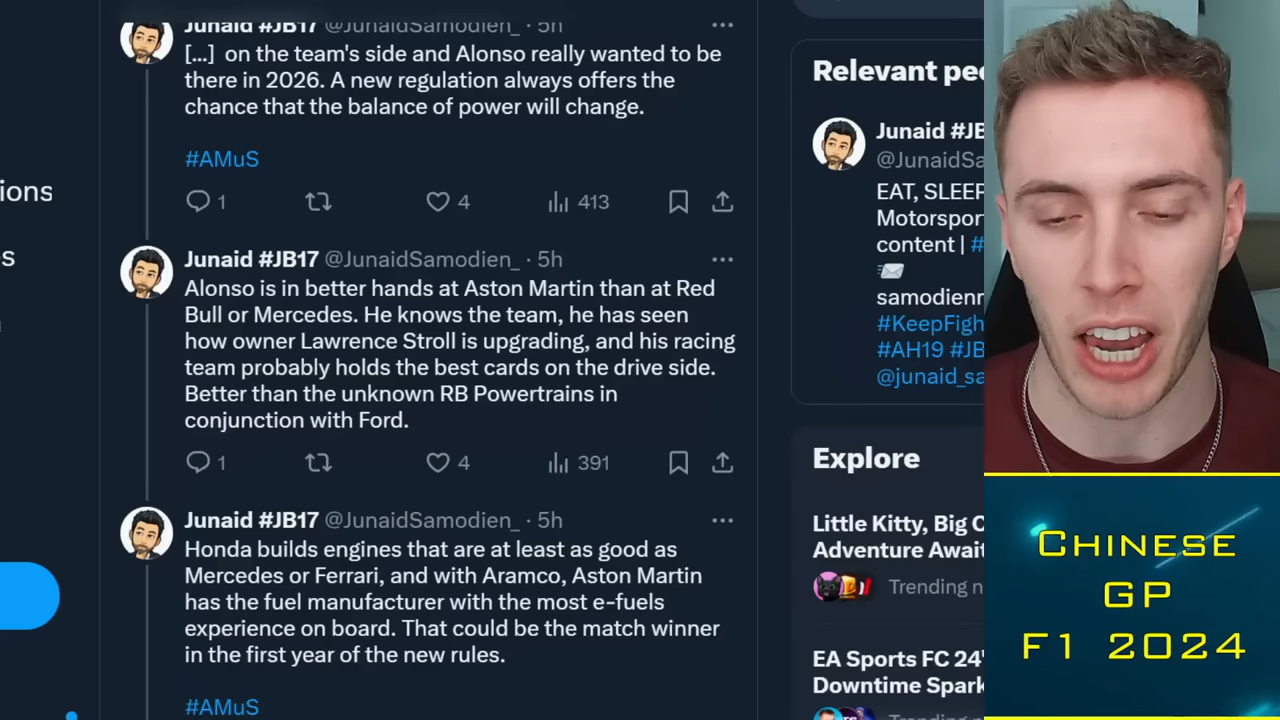 Junaid #JB17 @JunaidSamodien_ · 5h
[...] on the team's side and Alonso really wanted to be
there in 2026. A new regulation always offers the
chance that the balance of power will change.
#AMuS
1 4 413
Junaid #JB17 @JunaidSamodien_ · 5h
Alonso is in better hands at Aston Martin than at Red
Bull or Mercedes. He knows the team, he has seen
how owner Lawrence Stroll is upgrading, and his racing
team probably holds the best cards on the drive side.
Better than the unknown RB Powertrains in
conjunction with Ford.
1 4 391
Junaid #JB17 @JunaidSamodien_ · 5h
Honda builds engines that are at least as good as
Mercedes or Ferrari, and with Aramco, Aston Martin
has the fuel manufacturer with the most e-fuels
experience on board. That could be the match winner
in the first year of the new rules.
#AMuS
ions
s
Relevant peo
Junaid #JB
@JunaidSa
EAT, SLEEP
Motorsport
content | #
samodienr
#KeepFigh
#AH19 #JB
@junaid_sa
Explore
Little Kitty, Big C
Adventure Await
Trending n
EA Sports FC 24'
Downtime Spark
Trending n
CHINESE
GP
F1 2024